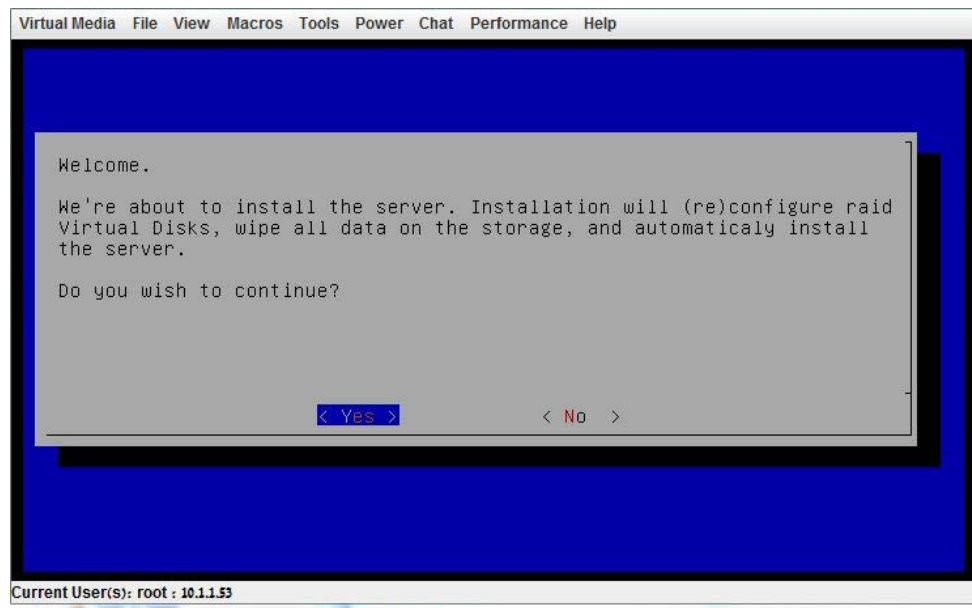 Virtual Media File View Macros Tools Power Chat Performance Help
Welcome.
We're about to install the server. Installation will (re)configure raid
Virtual Disks, wipe all data on the storage, and automaticaly install
the server.
Do you wish to continue?
< Yes > < No >
Current User(s): root : 10.1.1.53